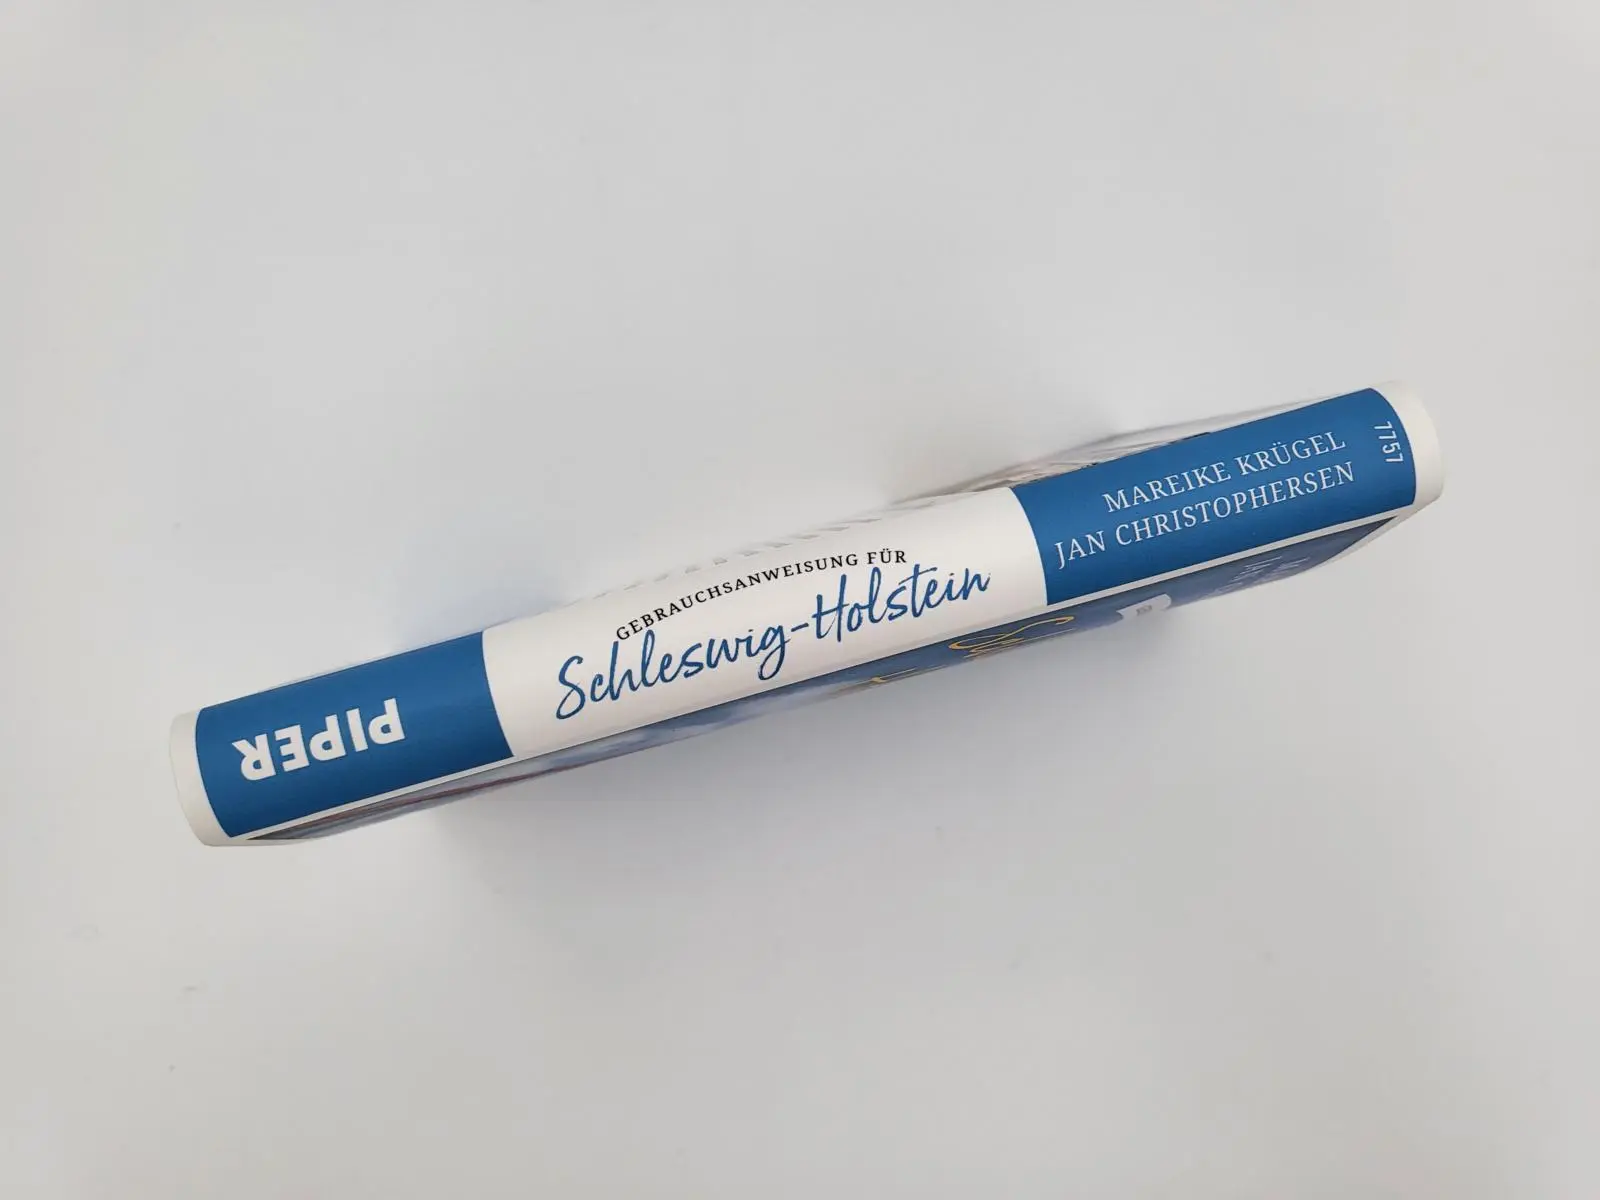 7757
MAREIKE KRÜGEL
JAN CHRISTOPHERSEN
GEBRAUCHSANWEISUNG FÜR
Schleswig-Holstein
PIPER